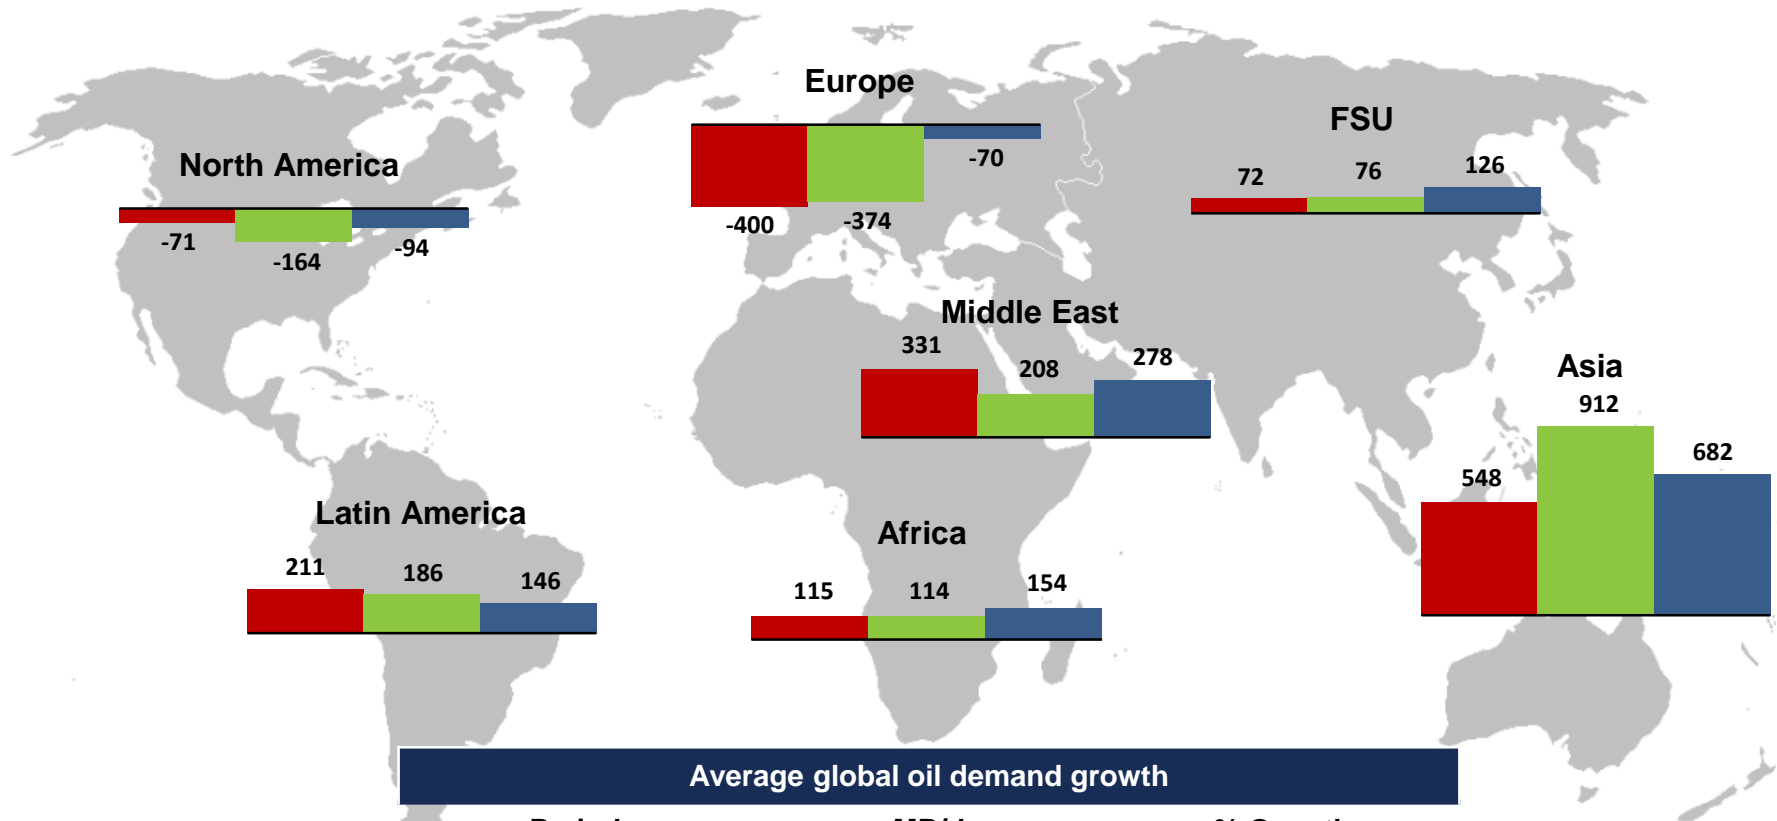 Europe
-400
-374
-70
FSU
72
76
126
North America
-71
-164
-94
Middle East
331
208
278
Asia
548
912
682
Latin America
211
186
146
Africa
115
114
154
Average global oil demand growth